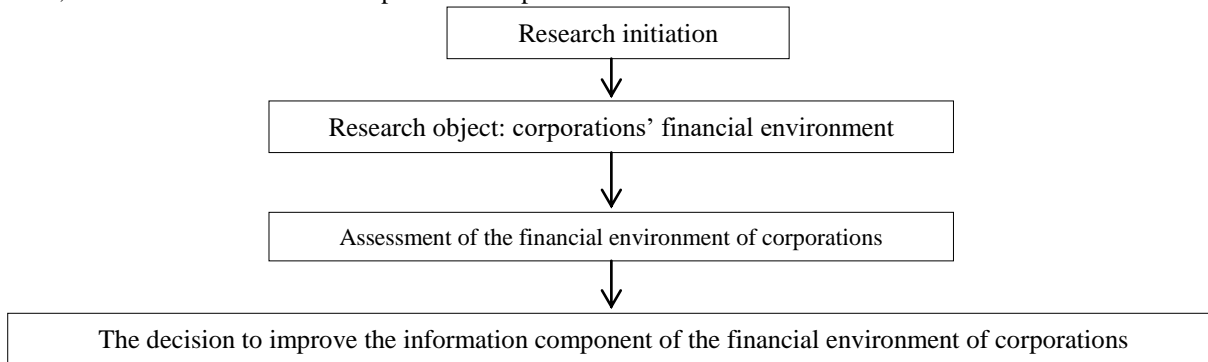 Research initiation
Research object: corporations’ financial environment
Assessment of the financial environment of corporations
The decision to improve the information component of the financial environment of corporations